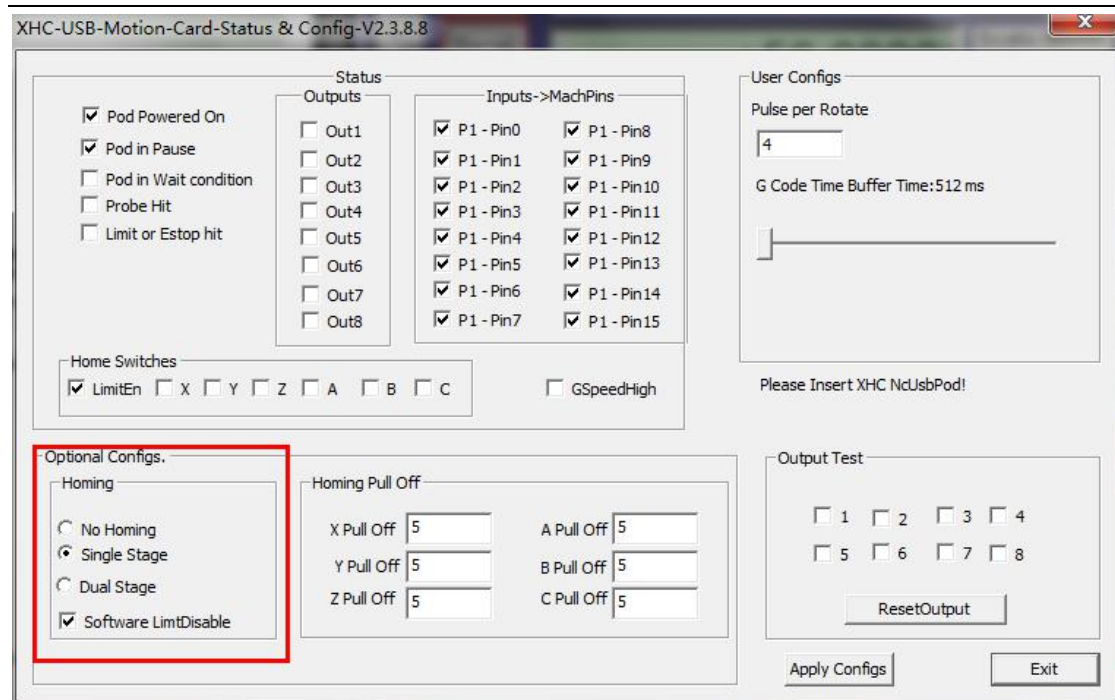 XHC-USB-Motion-Card-Status & Config-V2.3.8.8
Status
Pod Powered On
Pod in Pause
Pod in Wait condition
Probe Hit
Limit or Estop hit
Outputs
Out1
Out2
Out3
Out4
Out5
Out6
Out7
Out8
Inputs->MachPins
P1 - Pin0 P1 - Pin8
P1 - Pin1 P1 - Pin9
P1 - Pin2 P1 - Pin10
P1 - Pin3 P1 - Pin11
P1 - Pin4 P1 - Pin12
P1 - Pin5 P1 - Pin13
P1 - Pin6 P1 - Pin14
P1 - Pin7 P1 - Pin15
Home Switches
LimitEn X Y Z A B C
GSpeedHigh
User Configs
Pulse per Rotate
4
G Code Time Buffer Time:512 ms
Please Insert XHC NcUsbPod!
Optional Configs.
Homing
No Homing
Single Stage
Dual Stage
Software LimtDisable
Homing Pull Off
X Pull Off 5 A Pull Off 5
Y Pull Off 5 B Pull Off 5
Z Pull Off 5 C Pull Off 5
Output Test
1 2 3 4
5 6 7 8
ResetOutput
Apply Configs Exit